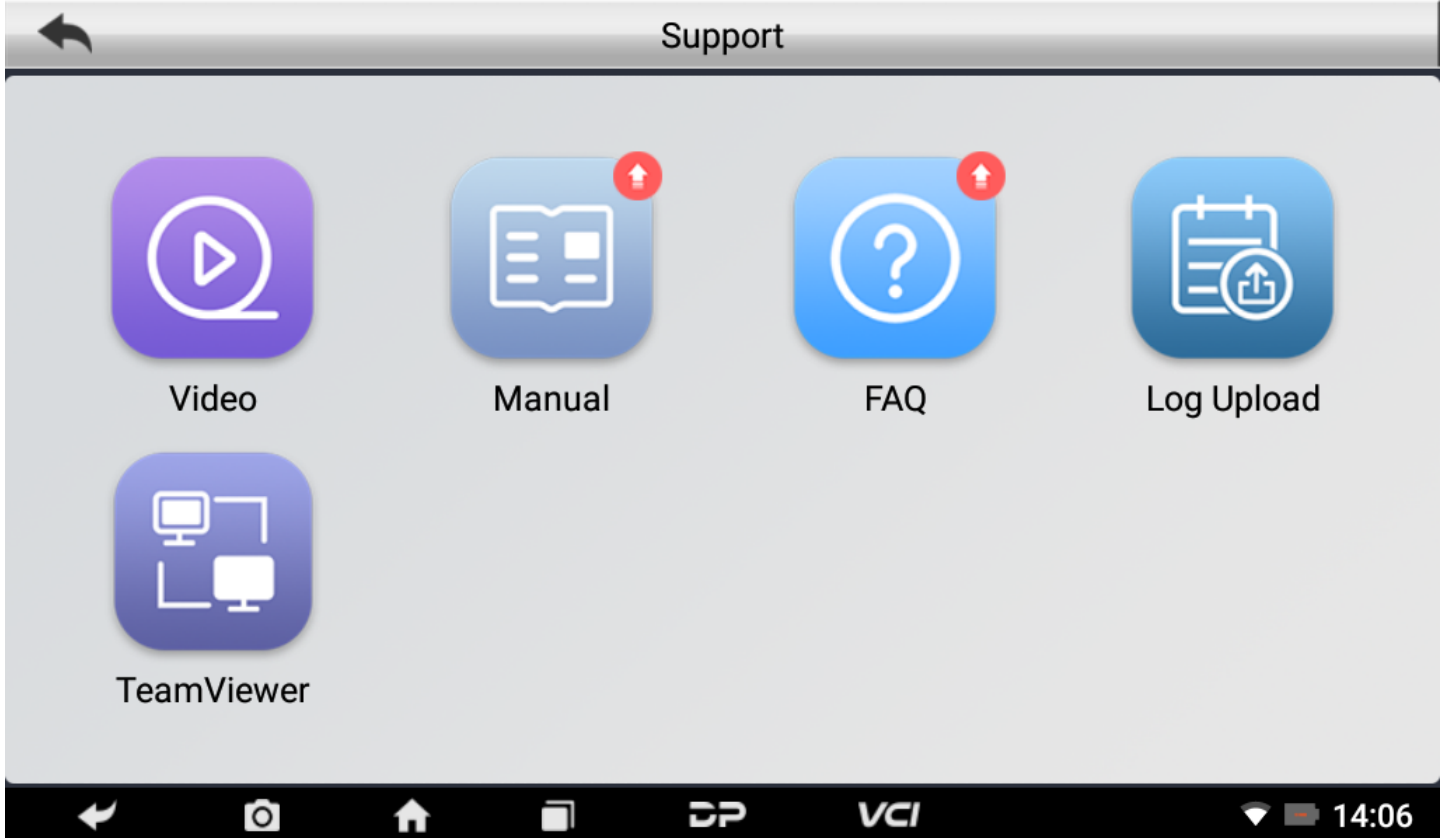 Support
Video
Manual
FAQ
Log Upload
TeamViewer
DP
VCI
14:06